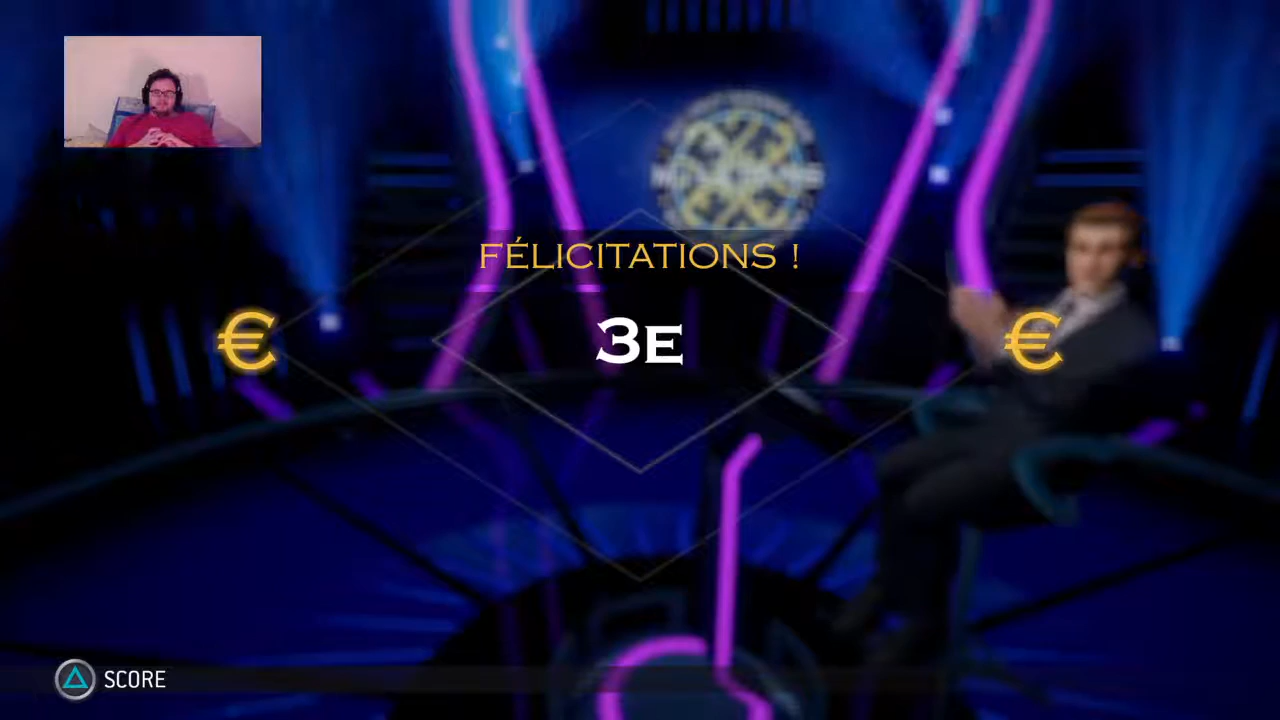 FÉLICITATIONS !
€ 3E €
SCORE